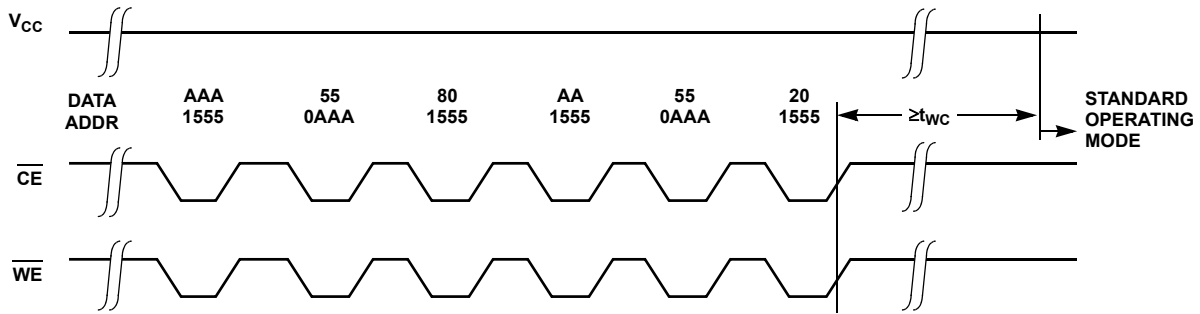 VCC
DATA AAA 55 80 AA 55 20
ADDR 1555 0AAA 1555 1555 0AAA 1555
≥tWC
STANDARD
OPERATING
MODE
CE
WE